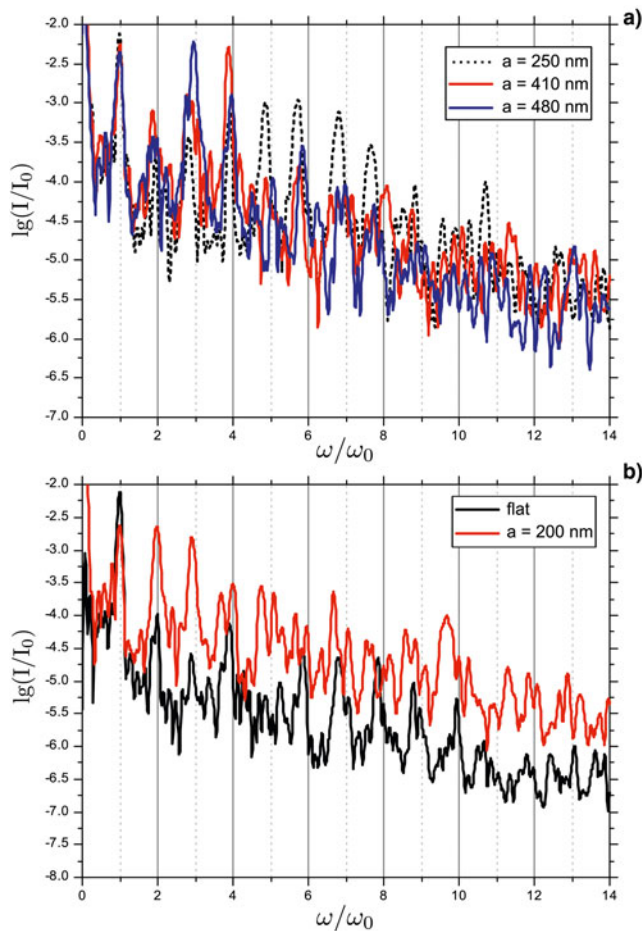 a)
-2.0
-2.5
-3.0
-3.5
-4.0
-4.5
-5.0
-5.5
-6.0
-6.5
-7.0
lg(I/I₀)
a = 250 nm
a = 410 nm
a = 480 nm
0 2 4 6 8 10 12 14
ω/ω₀
b)
-2.0
-2.5
-3.0
-3.5
-4.0
-4.5
-5.0
-5.5
-6.0
-6.5
-7.0
-7.5
-8.0
lg(I/I₀)
flat
a = 200 nm
0 2 4 6 8 10 12 14
ω/ω₀